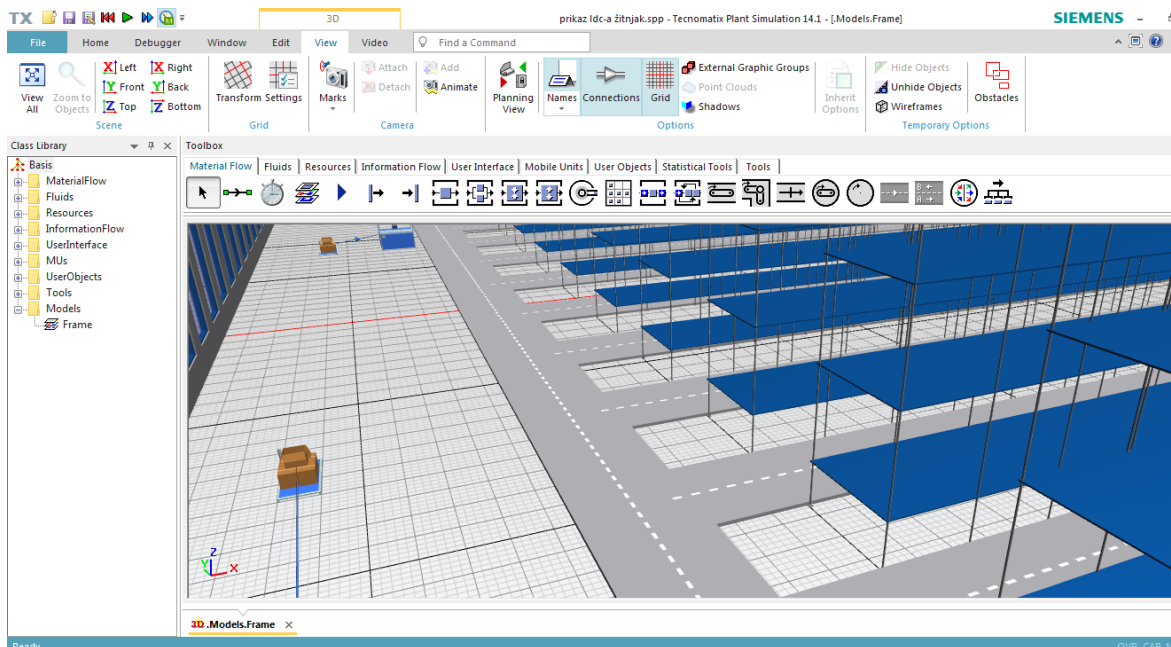 TX
3D
prikaz ldc-a žitnjak.spp - Tecnomatix Plant Simulation 14.1 - [.Models.Frame]
SIEMENS
File Home Debugger Window Edit View Video Find a Command
View All
Zoom to Objects
X Left X Right
Y Front Y Back
Z Top Z Bottom
Scene
Transform Settings
Grid
Marks
Attach
Detach
Add
Animate
Camera
Planning View
Names Connections Grid
External Graphic Groups
Point Clouds
Shadows
Options
Inherit Options
Hide Objects
Unhide Objects
Wireframes
Obstacles
Temporary Options
Class Library
Toolbox
Basis
MaterialFlow
Fluids
Resources
InformationFlow
UserInterface
MUs
UserObjects
Tools
Models
Frame
Material Flow Fluids Resources Information Flow User Interface Mobile Units User Objects Statistical Tools Tools
Z
Y
X
3D .Models.Frame
Ready